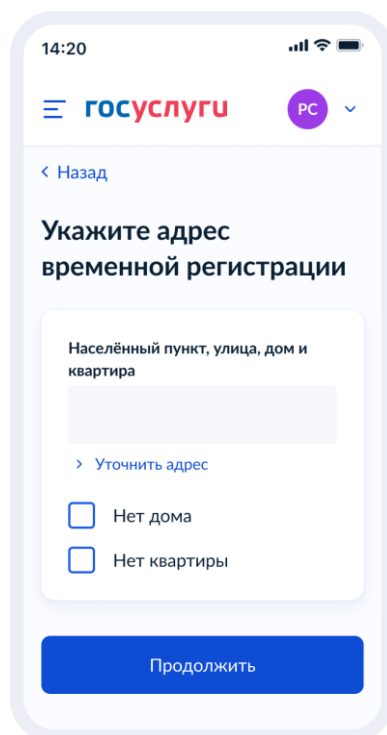 14:20
госуслуги
РС
Назад
Укажите адрес
временной регистрации
Населённый пункт, улица, дом и
квартира
Уточнить адрес
Нет дома
Нет квартиры
Продолжить